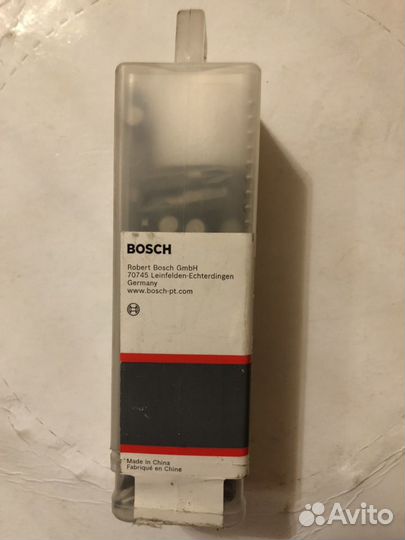 BOSCH
Robert Bosch GmbH
70745 Leinfelden-Echterdingen
Germany
www.bosch-pt.com
Made in China
Fabriqué en Chine
Avito